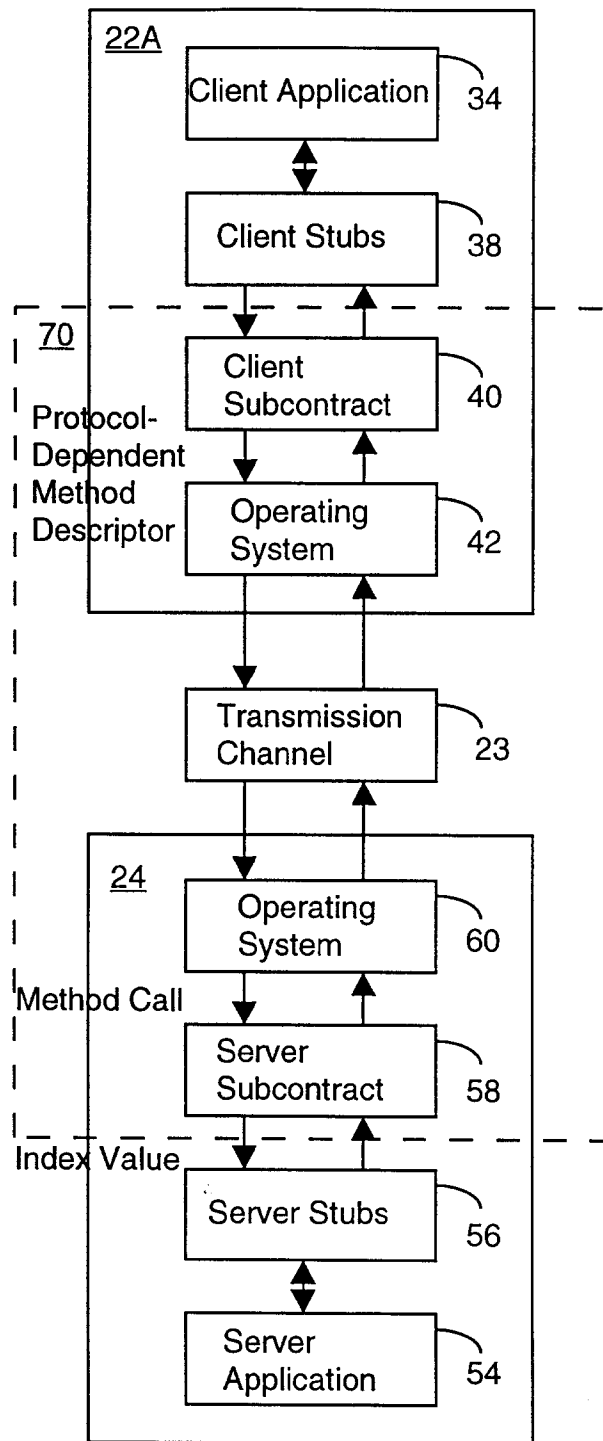 22A
Client Application
34
Client Stubs
38
70
Client
Subcontract
40
Protocol-
Dependent
Method
Descriptor
Operating
System
42
Transmission
Channel
23
24
Operating
System
60
Method Call
Server
Subcontract
58
Index Value
Server Stubs
56
Server
Application
54